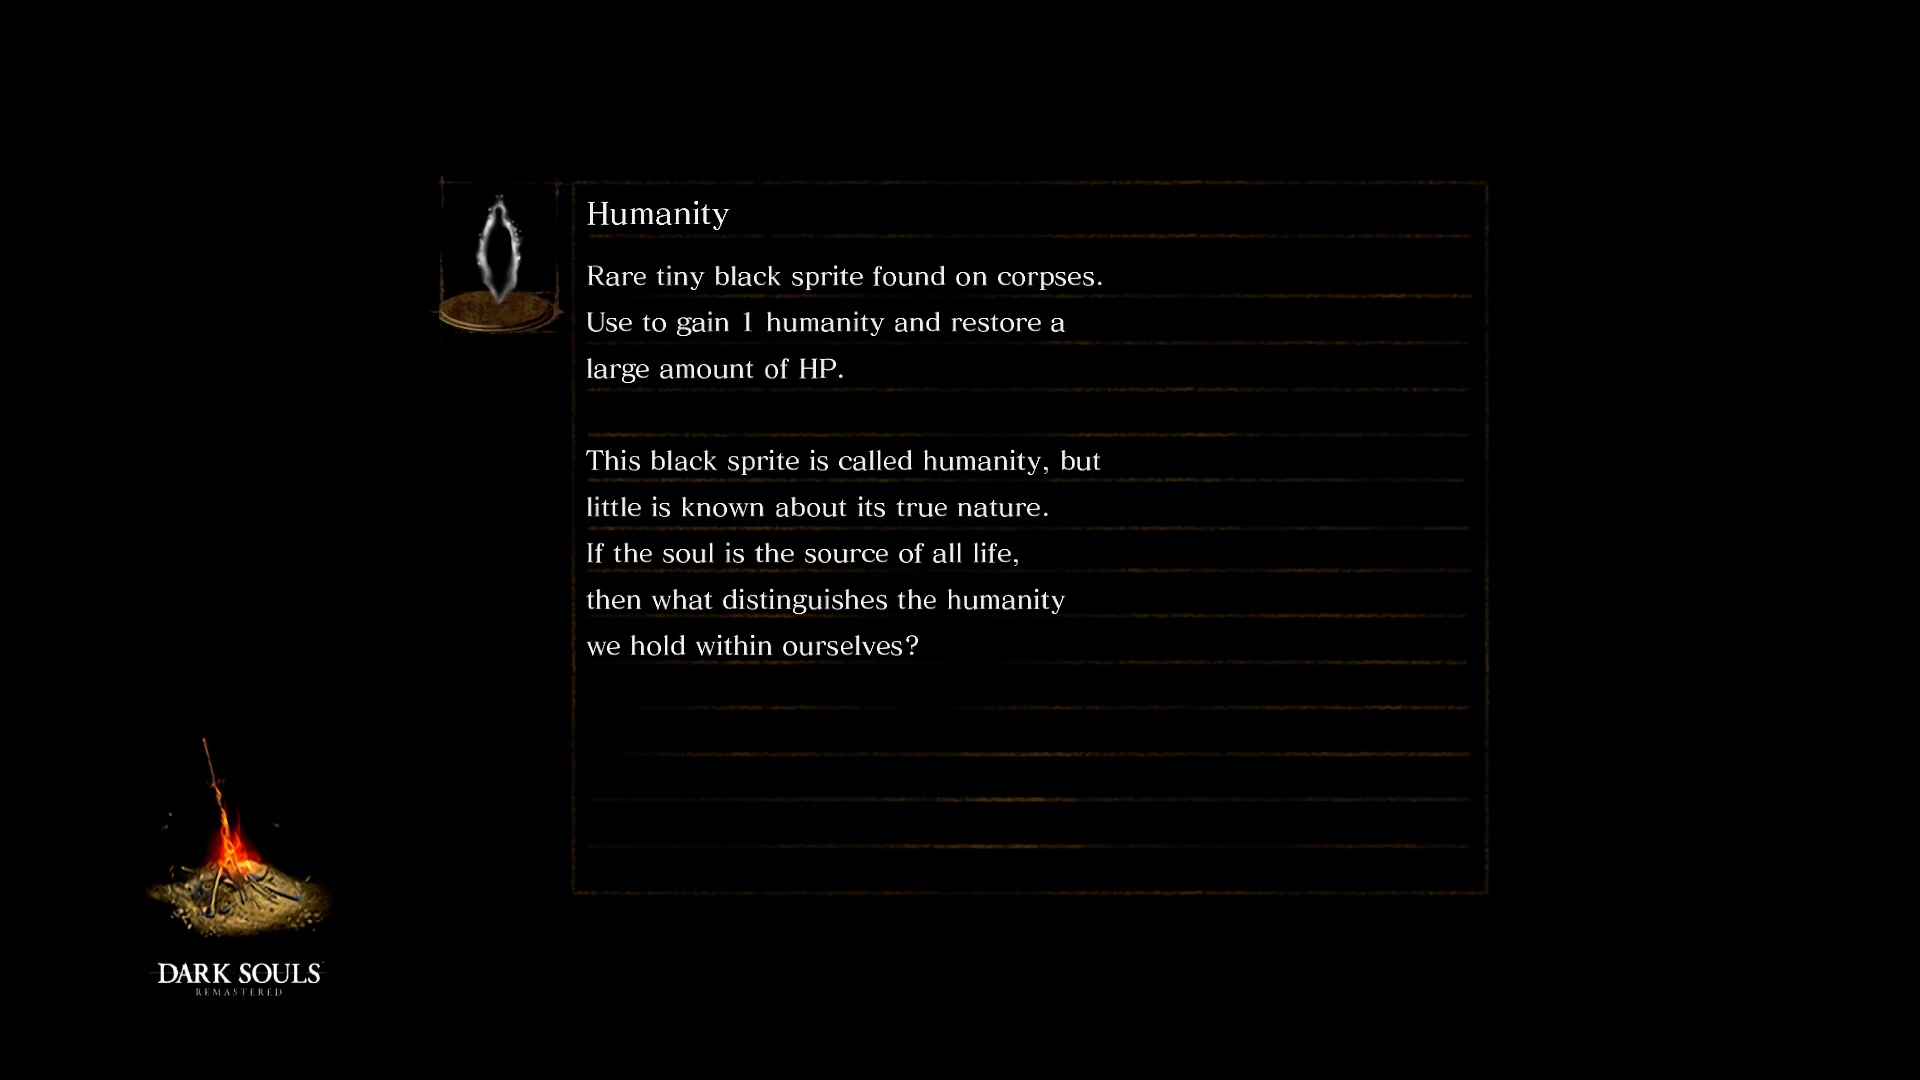 Humanity
Rare tiny black sprite found on corpses.
Use to gain 1 humanity and restore a
large amount of HP.
This black sprite is called humanity, but
little is known about its true nature.
If the soul is the source of all life,
then what distinguishes the humanity
we hold within ourselves?
DARK SOULS
REMASTERED